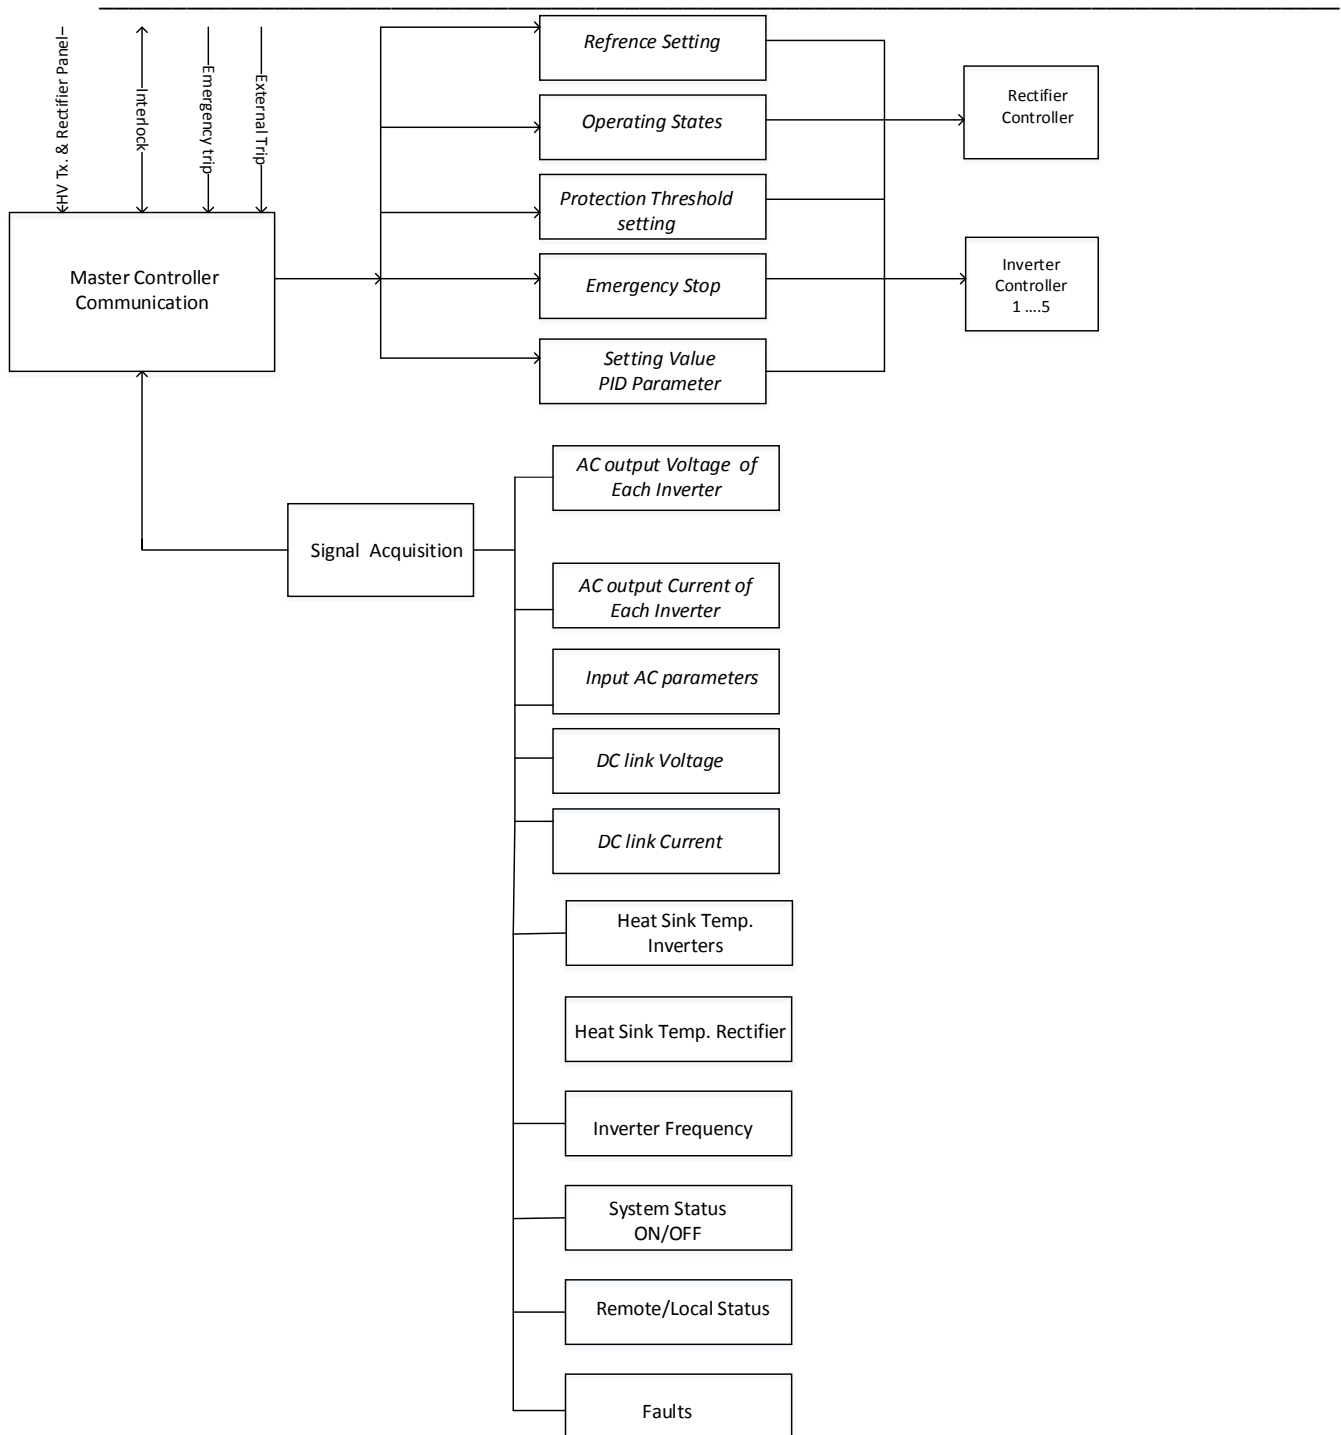 HV Tx. & Rectifier Panel
Interlock
Emergency trip
External Trip
Master Controller
Communication
Refrence Setting
Operating States
Protection Threshold
setting
Emergency Stop
Setting Value
PID Parameter
Rectifier
Controller
Inverter
Controller
1 ....5
Signal Acquisition
AC output Voltage of
Each Inverter
AC output Current of
Each Inverter
Input AC parameters
DC link Voltage
DC link Current
Heat Sink Temp.
Inverters
Heat Sink Temp. Rectifier
Inverter Frequency
System Status
ON/OFF
Remote/Local Status
Faults